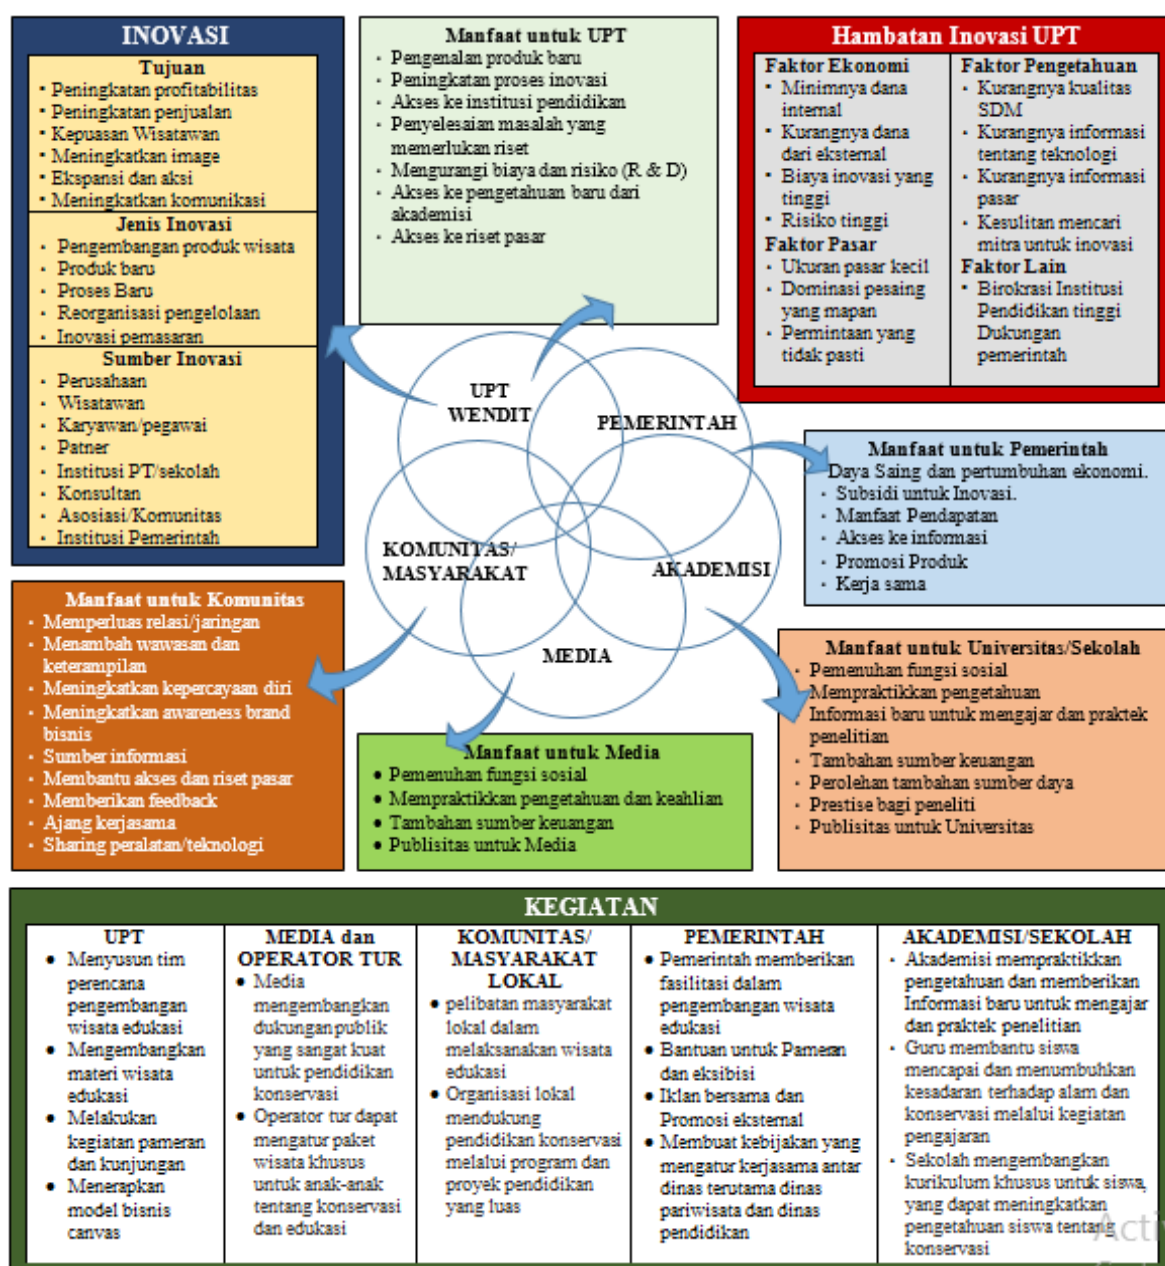 INOVASI
Tujuan
• Peningkatan profitabilitas
• Peningkatan penjualan
• Kepuasan Wisatawan
• Meningkatkan image
• Ekspansi dan aksi
• Meningkatkan komunikasi
Jenis Inovasi
• Pengembangan produk wisata
• Produk baru
• Proses Baru
• Reorganisasi pengelolaan
• Inovasi pemasaran
Sumber Inovasi
• Perusahaan
• Wisatawan
• Karyawan/pegawai
• Patner
• Institusi PT/sekolah
• Konsultan
• Asosiasi/Komunitas
• Institusi Pemerintah
Manfaat untuk UPT
• Pengenalan produk baru
• Peningkatan proses inovasi
• Akses ke institusi pendidikan
• Penyelesaian masalah yang
memerlukan riset
• Mengurangi biaya dan risiko (R & D)
• Akses ke pengetahuan baru dari
akademisi
• Akses ke riset pasar
Hambatan Inovasi UPT
Faktor Ekonomi
• Minimnya dana
internal
• Kurangnya dana
dari eksternal
• Biaya inovasi yang
tinggi
• Risiko tinggi
Faktor Pasar
• Ukuran pasar kecil
• Dominasi pesaing
yang mapan
• Permintaan yang
tidak pasti
Faktor Pengetahuan
• Kurangnya kualitas
SDM
• Kurangnya informasi
tentang teknologi
• Kurangnya informasi
pasar
• Kesulitan mencari
mitra untuk inovasi
Faktor Lain
• Birokrasi Institusi
Pendidikan tinggi
Dukungan
pemerintah
UPT
WENDIT
PEMERINTAH
KOMUNITAS/
MASYARAKAT
AKADEMISI
MEDIA
Manfaat untuk Pemerintah
Daya Saing dan pertumbuhan ekonomi.
• Subsidi untuk Inovasi.
• Manfaat Pendapatan
• Akses ke informasi
• Promosi Produk
• Kerja sama
Manfaat untuk Komunitas
• Memperluas relasi/jaringan
• Menambah wawasan dan
keterampilan
• Meningkatkan kepercayaan diri
• Meningkatkan awareness brand
bisnis
• Sumber informasi
• Membantu akses dan riset pasar
• Memberikan feedback
• Ajang kerjasama
• Sharing peralatan/teknologi
Manfaat untuk Media
● Pemenuhan fungsi sosial
● Mempraktikkan pengetahuan dan keahlian
● Tambahan sumber keuangan
● Publisitas untuk Media
Manfaat untuk Universitas/Sekolah
• Pemenuhan fungsi sosial
• Mempraktikkan pengetahuan
Informasi baru untuk mengajar dan praktek
penelitian
• Tambahan sumber keuangan
• Perolehan tambahan sumber daya
• Prestise bagi peneliti
• Publisitas untuk Universitas
KEGIATAN
UPT
● Menyusun tim
perencana
pengembangan
wisata edukasi
● Mengembangkan
materi wisata
edukasi
● Melakukan
kegiatan pameran
dan kunjungan
● Menerapkan
model bisnis
canvas
MEDIA dan
OPERATOR TUR
● Media
mengembangkan
dukungan publik
yang sangat kuat
untuk pendidikan
konservasi
● Operator tur dapat
mengatur paket
wisata khusus
untuk anak-anak
tentang konservasi
dan edukasi
KOMUNITAS/
MASYARAKAT
LOKAL
● pelibatan masyarakat
lokal dalam
melaksanakan wisata
edukasi
● Organisasi lokal
mendukung
pendidikan konservasi
melalui program dan
proyek pendidikan
yang luas
PEMERINTAH
● Pemerintah memberikan
fasilitasi dalam
pengembangan wisata
edukasi
● Bantuan untuk Pameran
dan eksibisi
● Iklan bersama dan
Promosi eksternal
● Membuat kebijakan yang
mengatur kerjasama antar
dinas terutama dinas
pariwisata dan dinas
pendidikan
AKADEMISI/SEKOLAH
• Akademisi mempraktikkan
pengetahuan dan memberikan
Informasi baru untuk mengajar
dan praktek penelitian
• Guru membantu siswa
mencapai dan menumbuhkan
kesadaran terhadap alam dan
konservasi melalui kegiatan
pengajaran
• Sekolah mengembangkan
kurikulum khusus untuk siswa,
yang dapat meningkatkan
pengetahuan siswa tentang
konservasi